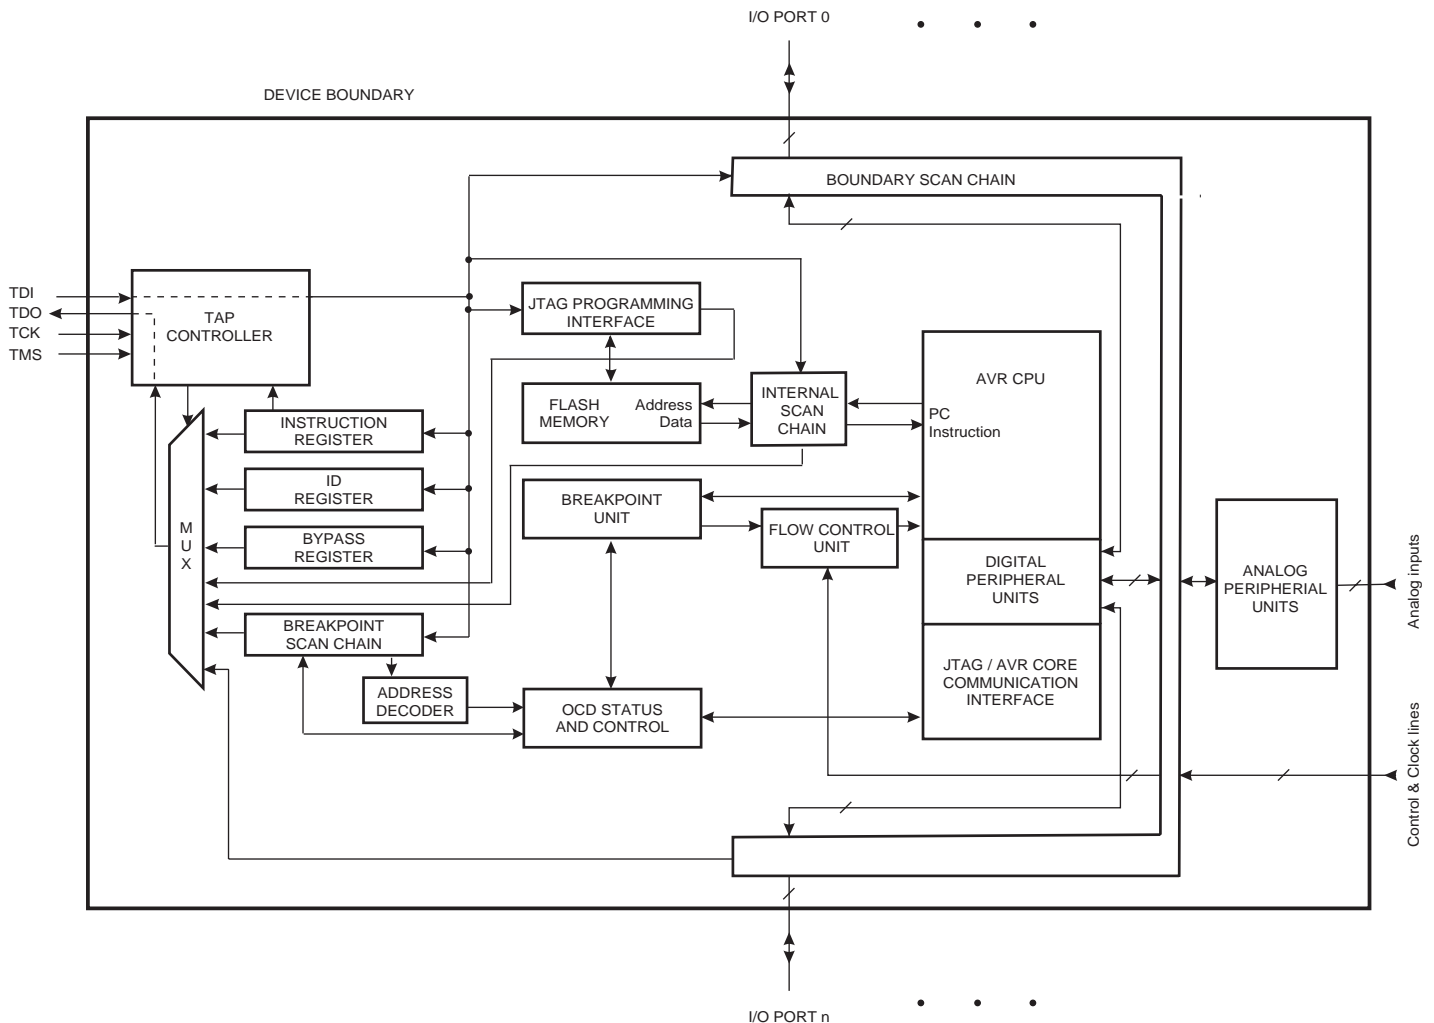 I/O PORT 0
DEVICE BOUNDARY
BOUNDARY SCAN CHAIN
TDI
TDO
TCK
TMS
TAP
CONTROLLER
JTAG PROGRAMMING
INTERFACE
AVR CPU
FLASH
MEMORY
Address
Data
INTERNAL
SCAN
CHAIN
PC
Instruction
INSTRUCTION
REGISTER
ID
REGISTER
BREAKPOINT
UNIT
FLOW CONTROL
UNIT
M
U
X
BYPASS
REGISTER
DIGITAL
PERIPHERAL
UNITS
ANALOG
PERIPHERIAL
UNITS
Analog inputs
BREAKPOINT
SCAN CHAIN
JTAG / AVR CORE
COMMUNICATION
INTERFACE
ADDRESS
DECODER
OCD STATUS
AND CONTROL
Control & Clock lines
I/O PORT n